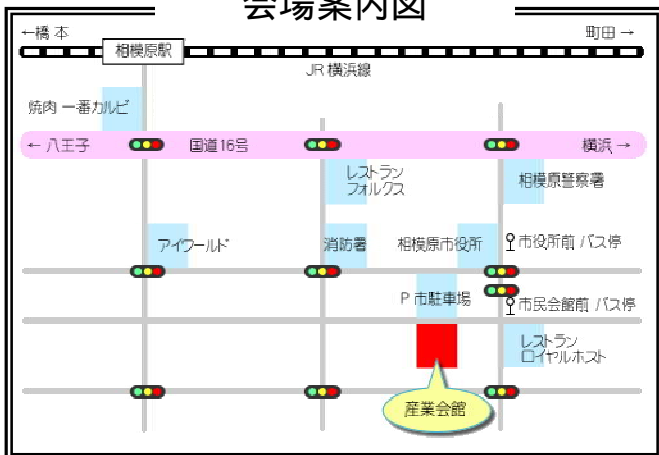 会場案内図
←橋本
町田→
相模原駅
JR横浜線
焼肉 一番カルビ
← 八王子
国道16号
横浜 →
レストラン
フォルクス
相模原警察署
アイワールド
消防署
相模原市役所
市役所前 バス停
P 市駐車場
市民会館前 バス停
レストラン
ロイヤルホスト
産業会館